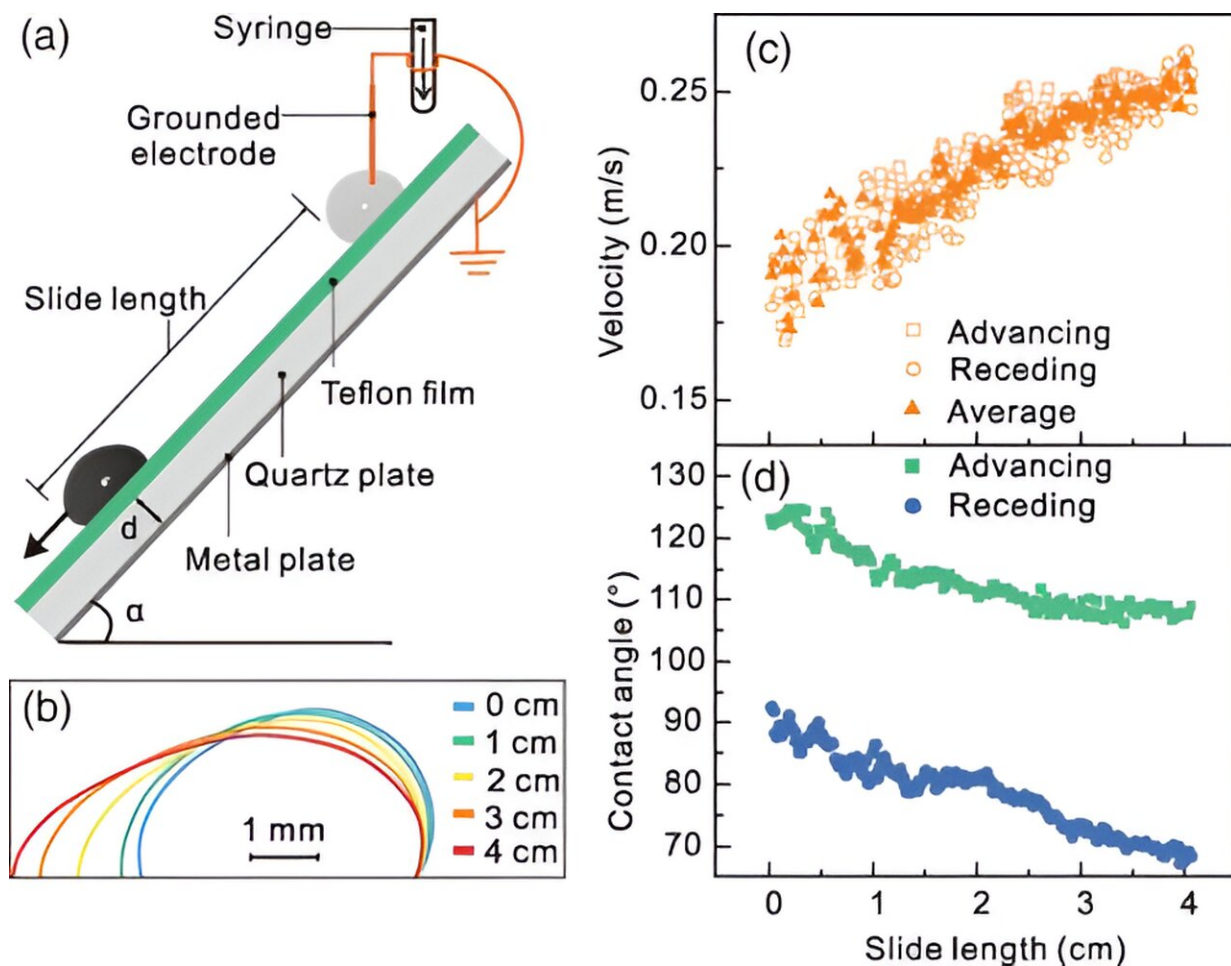 (a)
Syringe
Grounded
electrode
Slide length
Teflon film
Quartz plate
d
Metal plate
α
(b)
0 cm
1 cm
2 cm
3 cm
4 cm
1 mm
(c)
Velocity (m/s)
0.25
0.20
0.15
Advancing
Receding
Average
(d)
Advancing
Receding
Contact angle (°)
130
120
110
100
90
80
70
0 1 2 3 4
Slide length (cm)